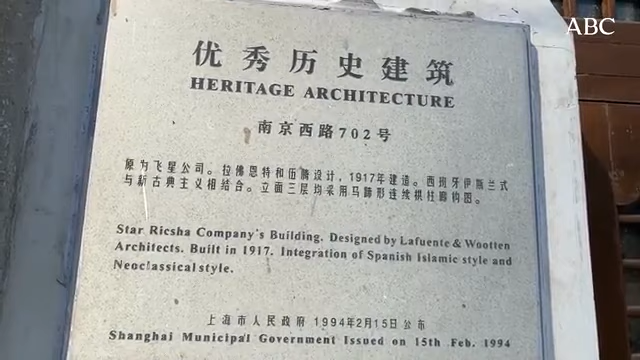 ABC
优秀历史建筑
HERITAGE ARCHITECTURE
南京西路702号
原为飞星公司。拉佛恩特和伍腾设计，1917年建造。西班牙伊斯兰式
与新古典主义相结合。立面三层均采用马蹄形连续拱柱廊构图。
Star Ricsha Company's Building. Designed by Lafuente & Wootten
Architects. Built in 1917. Integration of Spanish Islamic style and
Neoclassical style.
上海市人民政府 1994年2月15日公布
Shanghai Municipal Government Issued on 15th Feb. 1994